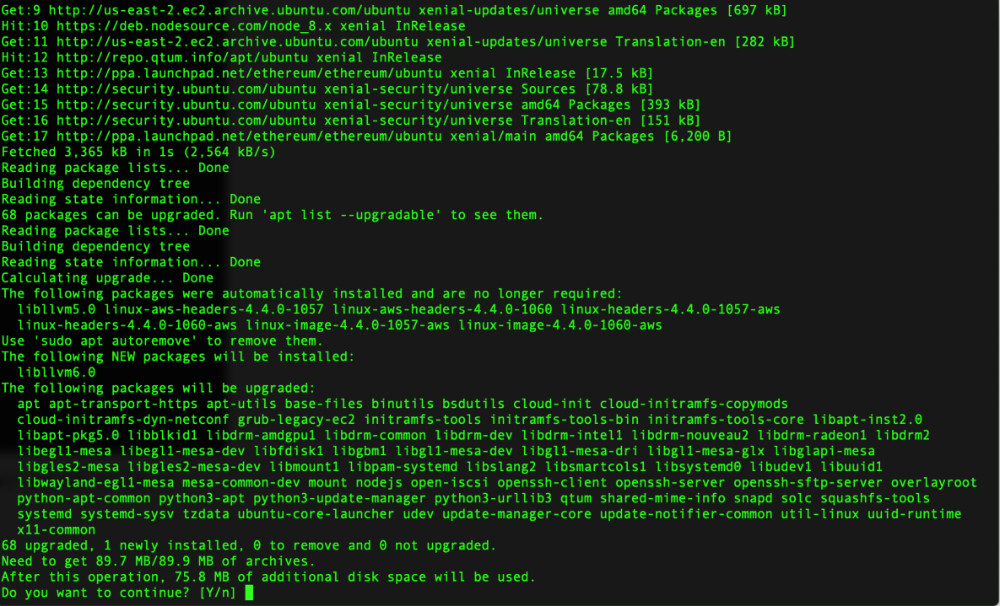 Get:9 http://us-east-2.ec2.archive.ubuntu.com/ubuntu xenial-updates/universe amd64 Packages [697 kB]
Hit:10 https://deb.nodesource.com/node_8.x xenial InRelease
Get:11 http://us-east-2.ec2.archive.ubuntu.com/ubuntu xenial-updates/universe Translation-en [282 kB]
Hit:12 http://repo.qtum.info/apt/ubuntu xenial InRelease
Get:13 http://ppa.launchpad.net/ethereum/ethereum/ubuntu xenial InRelease [17.5 kB]
Get:14 http://security.ubuntu.com/ubuntu xenial-security/universe Sources [78.8 kB]
Get:15 http://security.ubuntu.com/ubuntu xenial-security/universe amd64 Packages [393 kB]
Get:16 http://security.ubuntu.com/ubuntu xenial-security/universe Translation-en [151 kB]
Get:17 http://ppa.launchpad.net/ethereum/ethereum/ubuntu xenial/main amd64 Packages [6,200 B]
Fetched 3,365 kB in 1s (2,564 kB/s)
Reading package lists... Done
Building dependency tree
Reading state information... Done
68 packages can be upgraded. Run 'apt list --upgradable' to see them.
Reading package lists... Done
Building dependency tree
Reading state information... Done
Calculating upgrade... Done
The following packages were automatically installed and are no longer required:
  libllvm5.0 linux-aws-headers-4.4.0-1057 linux-aws-headers-4.4.0-1060 linux-headers-4.4.0-1057-aws
  linux-headers-4.4.0-1060-aws linux-image-4.4.0-1057-aws linux-image-4.4.0-1060-aws
Use 'sudo apt autoremove' to remove them.
The following NEW packages will be installed:
  libllvm6.0
The following packages will be upgraded:
  apt apt-transport-https apt-utils base-files binutils bsdutils cloud-init cloud-initramfs-copymods
  cloud-initramfs-dyn-netconf grub-legacy-ec2 initramfs-tools initramfs-tools-bin initramfs-tools-core libapt-inst2.0
  libapt-pkg5.0 libblkid1 libdrm-amdgpu1 libdrm-common libdrm-dev libdrm-intel1 libdrm-nouveau2 libdrm-radeon1 libdrm2
  libegl1-mesa libegl1-mesa-dev libfdisk1 libgbm1 libgl1-mesa-dev libgl1-mesa-dri libgl1-mesa-glx libglapi-mesa
  libgles2-mesa libgles2-mesa-dev libmount1 libpam-systemd libslang2 libsmartcols1 libsystemd0 libudev1 libuuid1
  libwayland-egl1-mesa mesa-common-dev mount nodejs open-iscsi openssh-client openssh-server openssh-sftp-server overlayroot
  python-apt-common python3-apt python3-update-manager python3-urllib3 qtum shared-mime-info snapd solc squashfs-tools
  systemd systemd-sysv tzdata ubuntu-core-launcher udev update-manager-core update-notifier-common util-linux uuid-runtime
  x11-common
68 upgraded, 1 newly installed, 0 to remove and 0 not upgraded.
Need to get 89.7 MB/89.9 MB of archives.
After this operation, 75.8 MB of additional disk space will be used.
Do you want to continue? [Y/n]